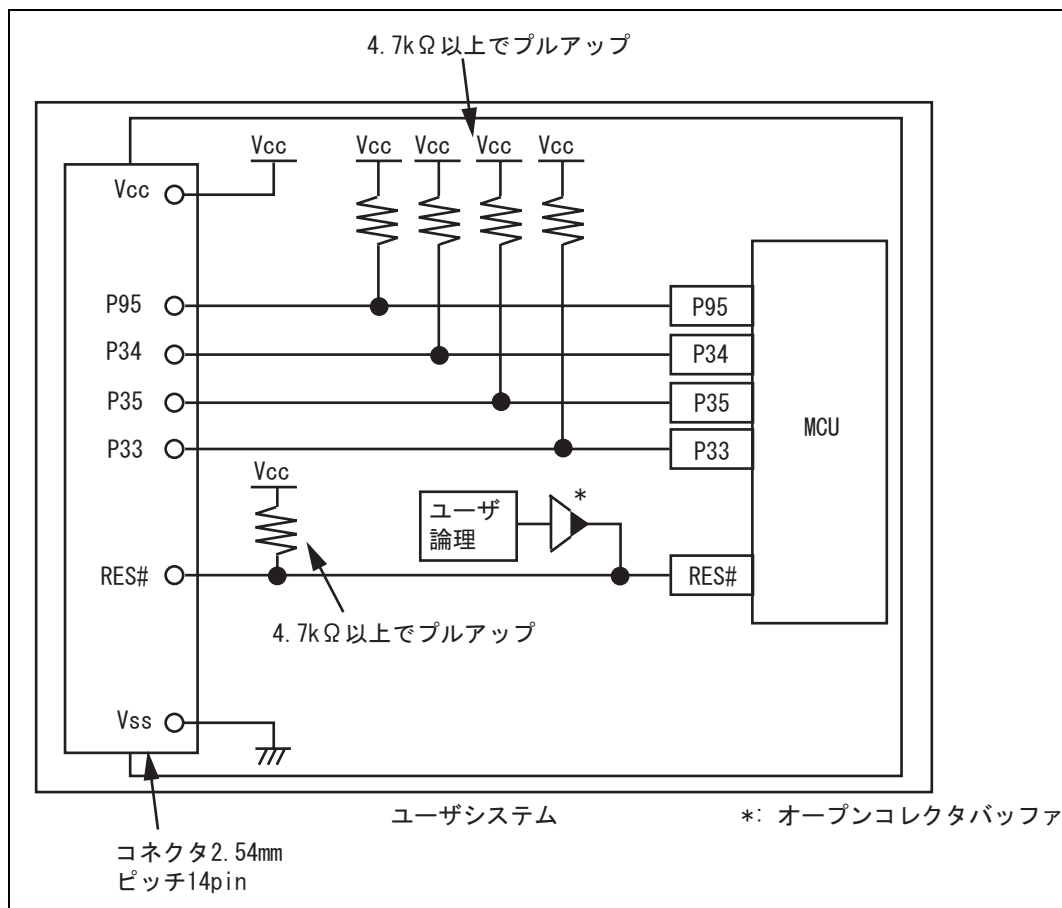 4.7kΩ以上でプルアップ
Vcc
Vcc
Vcc
Vcc
Vcc
Vcc
P95
P95
P34
P34
P35
P35
P33
P33
MCU
Vcc
*
ユーザ
論理
RES#
RES#
4.7kΩ以上でプルアップ
Vss
ユーザシステム
*: オープンコレクタバッファ
コネクタ2.54mm
ピッチ14pin